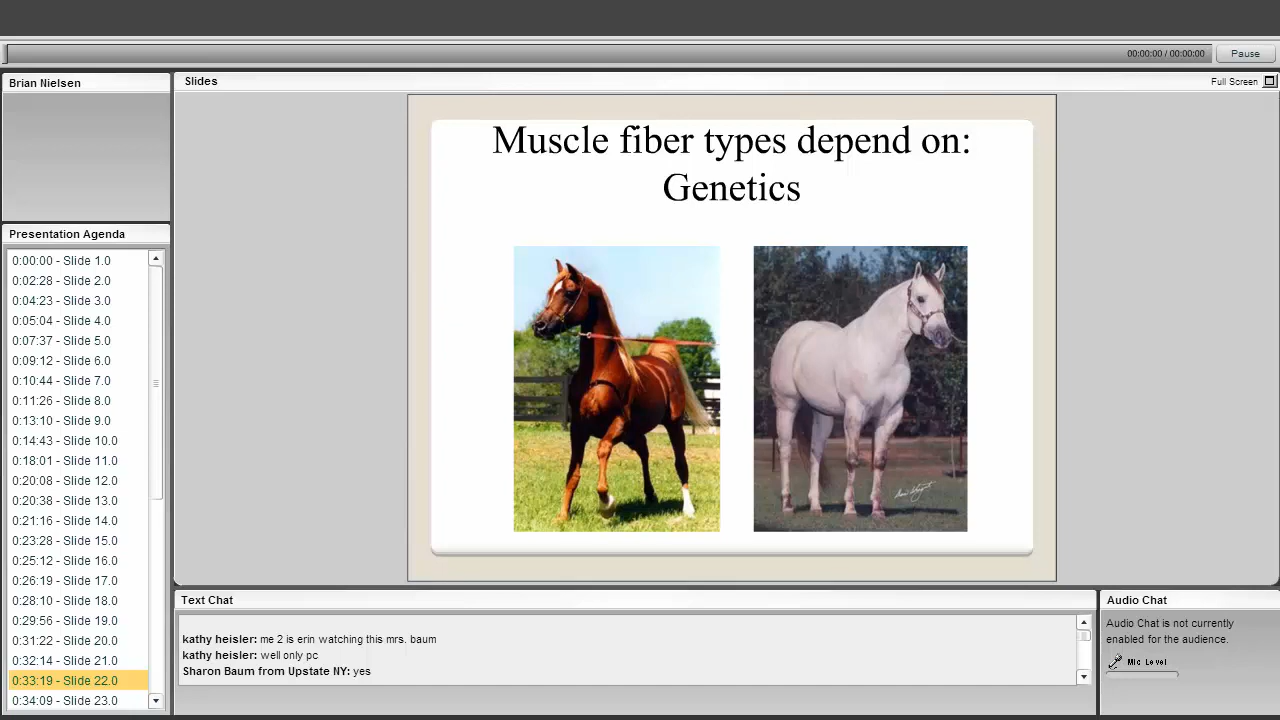 00:00:00 / 00:00:00
Pause
Brian Nielsen
Slides
Full Screen
Muscle fiber types depend on:
Genetics
Presentation Agenda
0:00:00 - Slide 1.0
0:02:28 - Slide 2.0
0:04:23 - Slide 3.0
0:05:04 - Slide 4.0
0:07:37 - Slide 5.0
0:09:12 - Slide 6.0
0:10:44 - Slide 7.0
0:11:26 - Slide 8.0
0:13:10 - Slide 9.0
0:14:43 - Slide 10.0
0:18:01 - Slide 11.0
0:20:08 - Slide 12.0
0:20:38 - Slide 13.0
0:21:16 - Slide 14.0
0:23:28 - Slide 15.0
0:25:12 - Slide 16.0
0:26:19 - Slide 17.0
0:28:10 - Slide 18.0
0:29:56 - Slide 19.0
0:31:22 - Slide 20.0
0:32:14 - Slide 21.0
0:33:19 - Slide 22.0
0:34:09 - Slide 23.0
Text Chat
kathy heisler: me 2 is erin watching this mrs. baum
kathy heisler: well only pc
Sharon Baum from Upstate NY: yes
Audio Chat
Audio Chat is not currently
enabled for the audience.
Mic Level